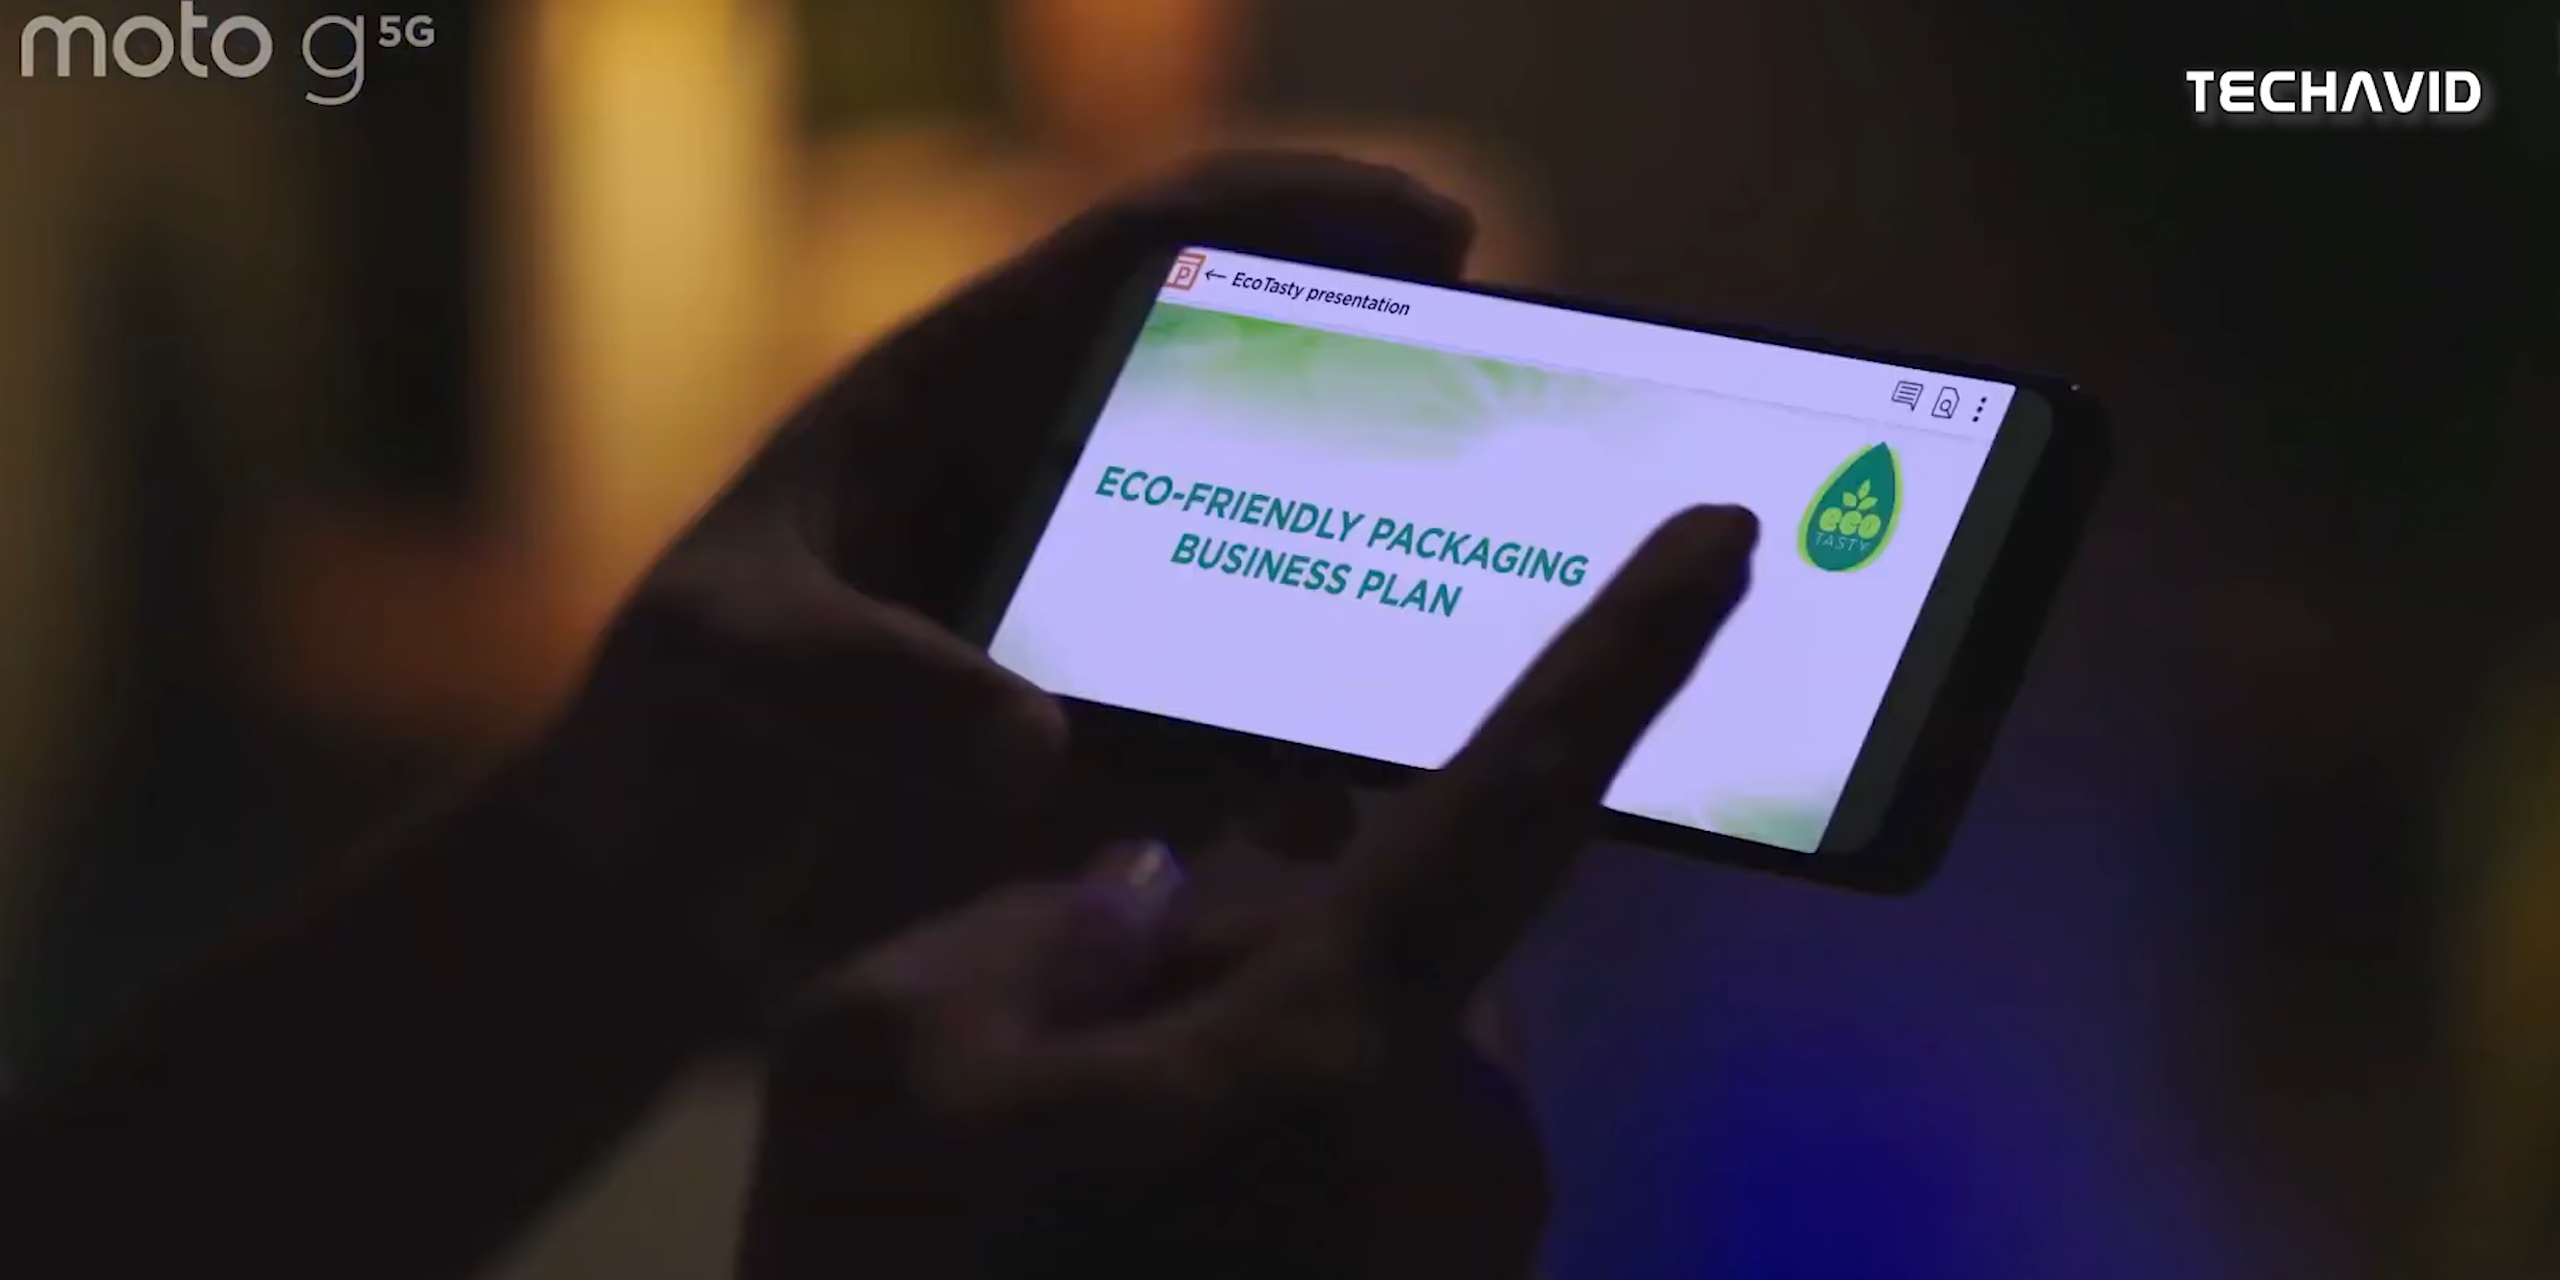 moto g 5G
TECHAVID
P
← EcoTasty presentation
ECO-FRIENDLY PACKAGING
BUSINESS PLAN
eco
TASTY